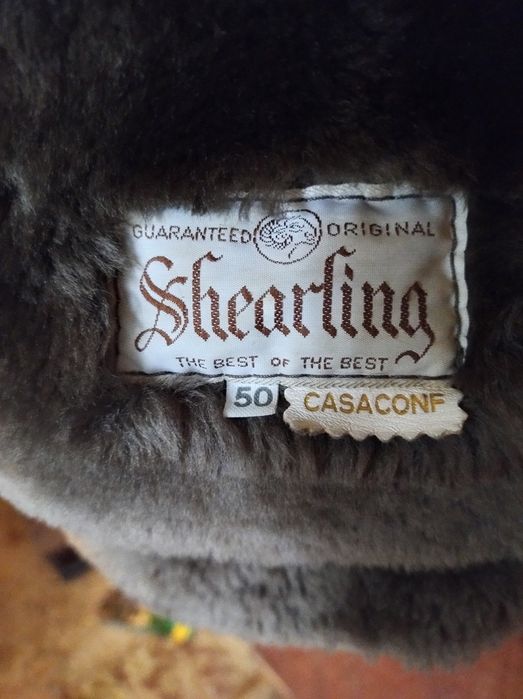 GUARANTEED ORIGINAL
Shearling
THE BEST OF THE BEST
50 CASACONF